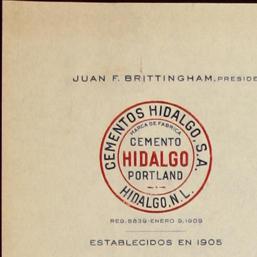 JUAN F. BRITTINGHAM, PRESIDE
CEMENTOS HIDALGO, S.A.
MARCA DE FABRICA
CEMENTO
HIDALGO
PORTLAND
HIDALGO, N.L.
REG. 8839-ENERO 9, 1909
ESTABLECIDOS EN 1905